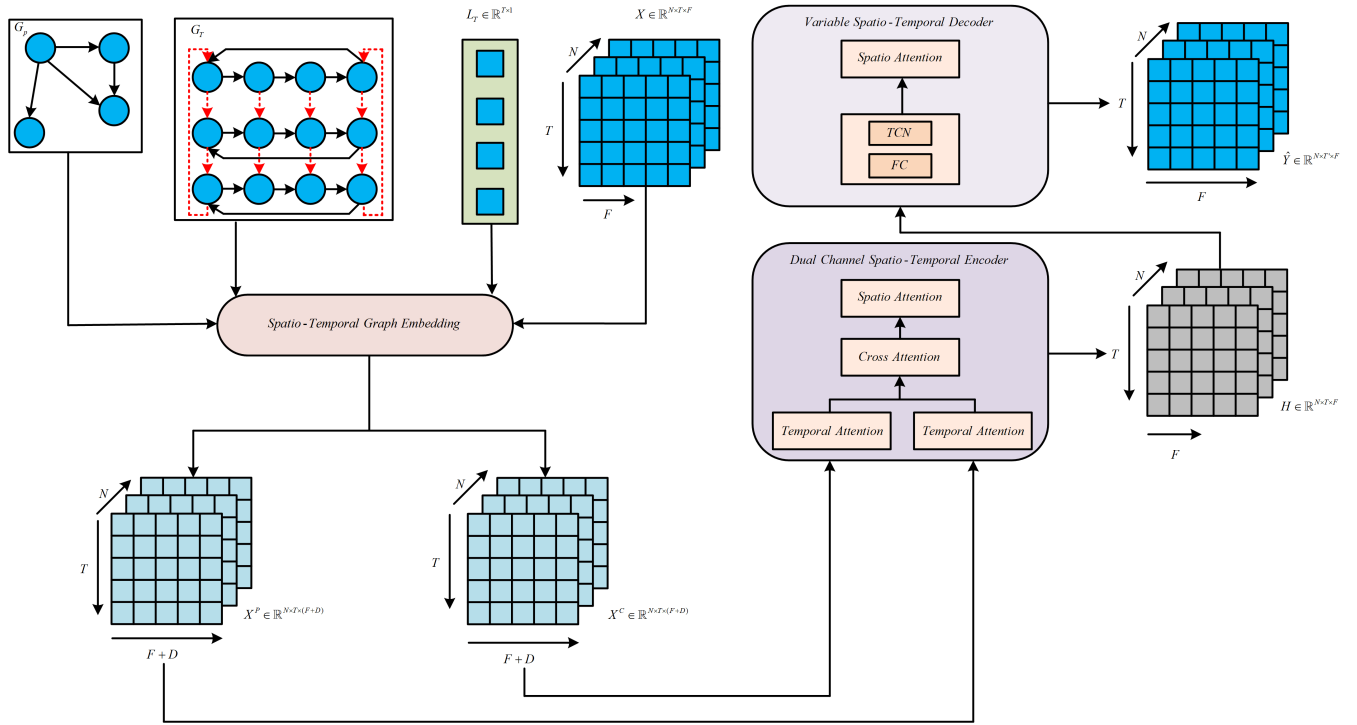 G_p
G_T
L_T ∈ ℝ^{T×1}
X ∈ ℝ^{N×T×F}
N
T
F
Spatio-Temporal Graph Embedding
N
T
X^P ∈ ℝ^{N×T×(F+D)}
F+D
N
T
X^C ∈ ℝ^{N×T×(F+D)}
F+D
Variable Spatio-Temporal Decoder
Spatio Attention
TCN
FC
N
T
Ŷ ∈ ℝ^{N×T'×F}
F
Dual Channel Spatio-Temporal Encoder
Spatio Attention
Cross Attention
Temporal Attention
Temporal Attention
N
T
H ∈ ℝ^{N×T×F}
F